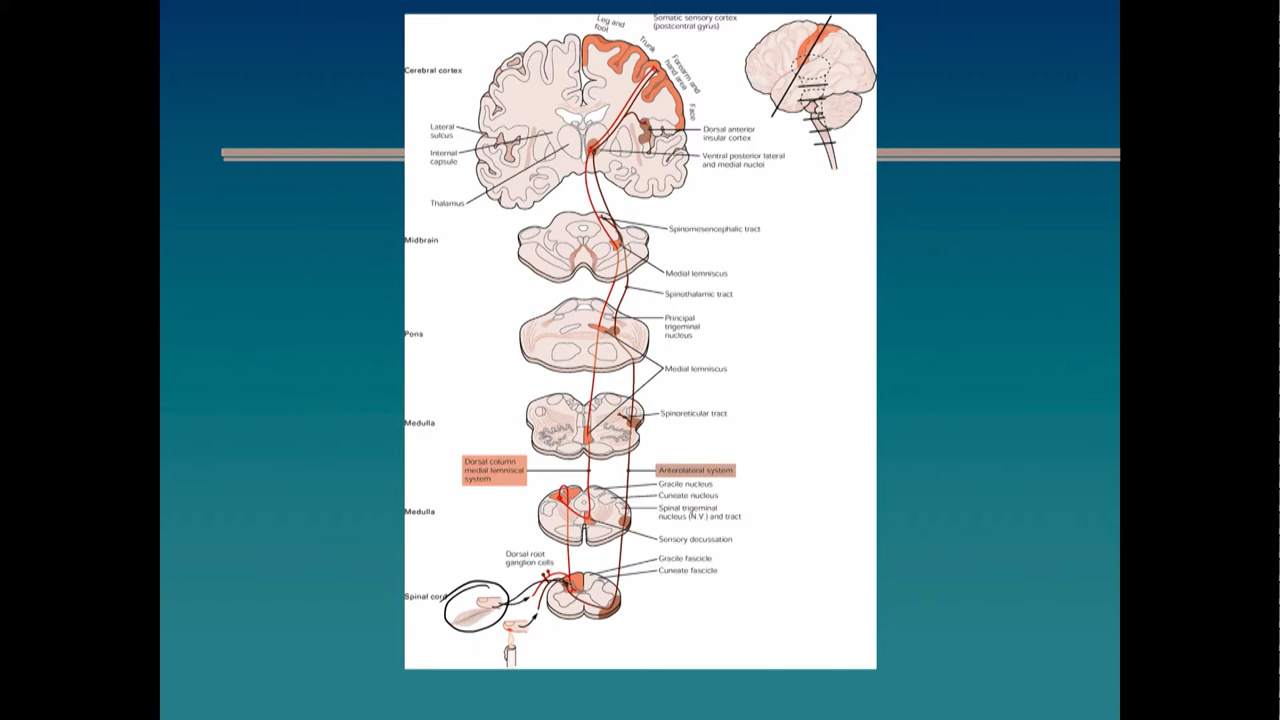 Leg and
foot
Somatic sensory cortex
(postcentral gyrus)
Trunk
Forearm and
hand area
Face
Cerebral cortex
Lateral
sulcus
Internal
capsule
Thalamus
Dorsal anterior
insular cortex
Ventral posterior lateral
and medial nuclei
Midbrain
Spinomesencephalic tract
Medial lemniscus
Spinothalamic tract
Pons
Principal
trigeminal
nucleus
Medial lemniscus
Medulla
Spinoreticular tract
Dorsal column
medial lemniscal
system
Anterolateral system
Medulla
Gracile nucleus
Cuneate nucleus
Spinal trigeminal
nucleus (N.V.) and tract
Sensory decussation
Dorsal root
ganglion cells
Gracile fascicle
Cuneate fascicle
Spinal cord